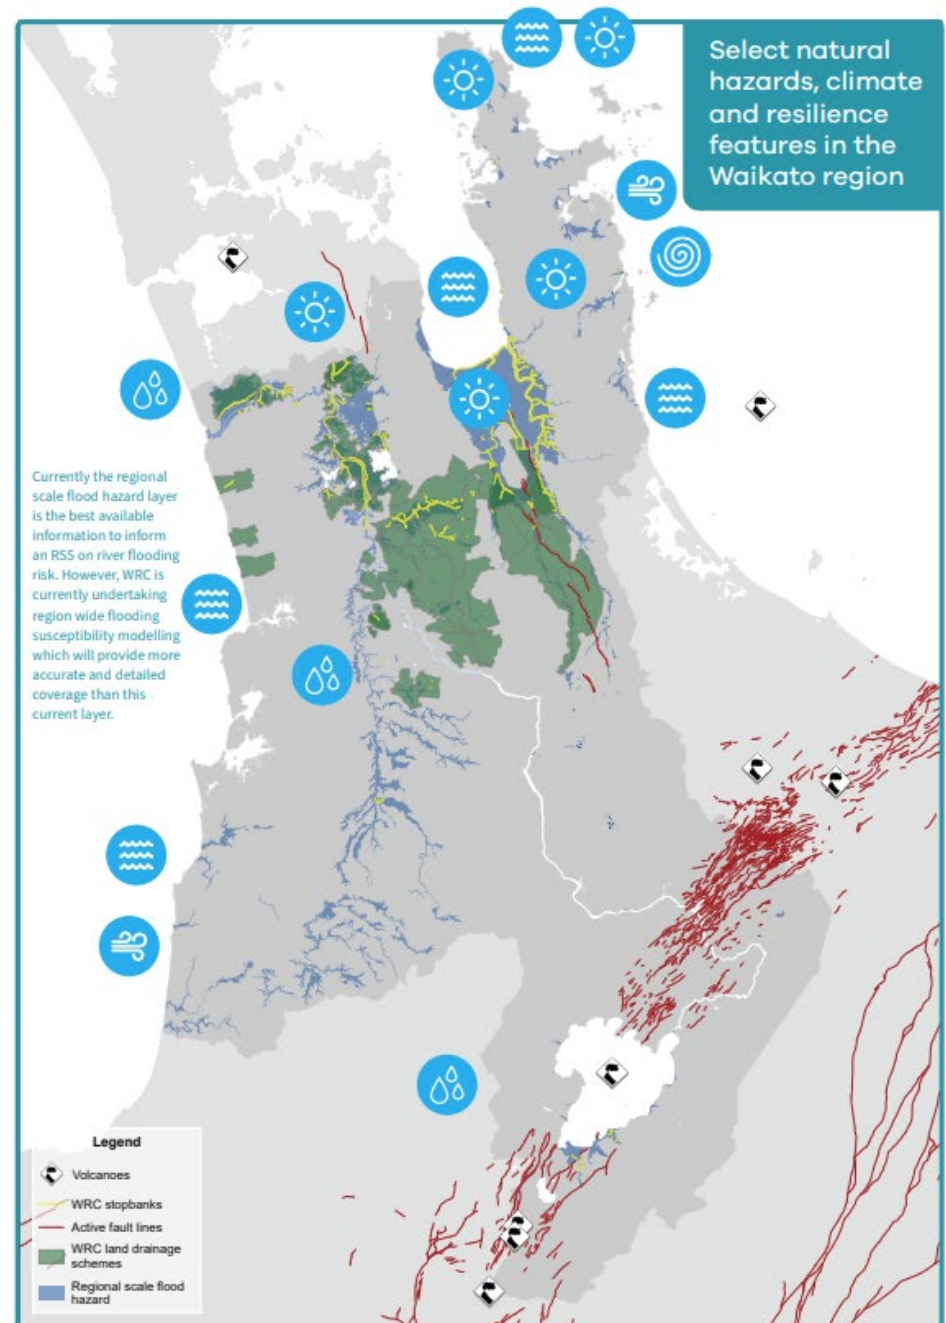 Select natural
hazards, climate
and resilience
features in the
Waikato region
Currently the regional
scale flood hazard layer
is the best available
information to inform
an RSS on river flooding
risk. However, WRC is
currently undertaking
region wide flooding
susceptibility modelling
which will provide more
accurate and detailed
coverage than this
current layer.
Legend
Volcanoes
WRC stopbanks
Active fault lines
WRC land drainage
schemes
Regional scale flood
hazard